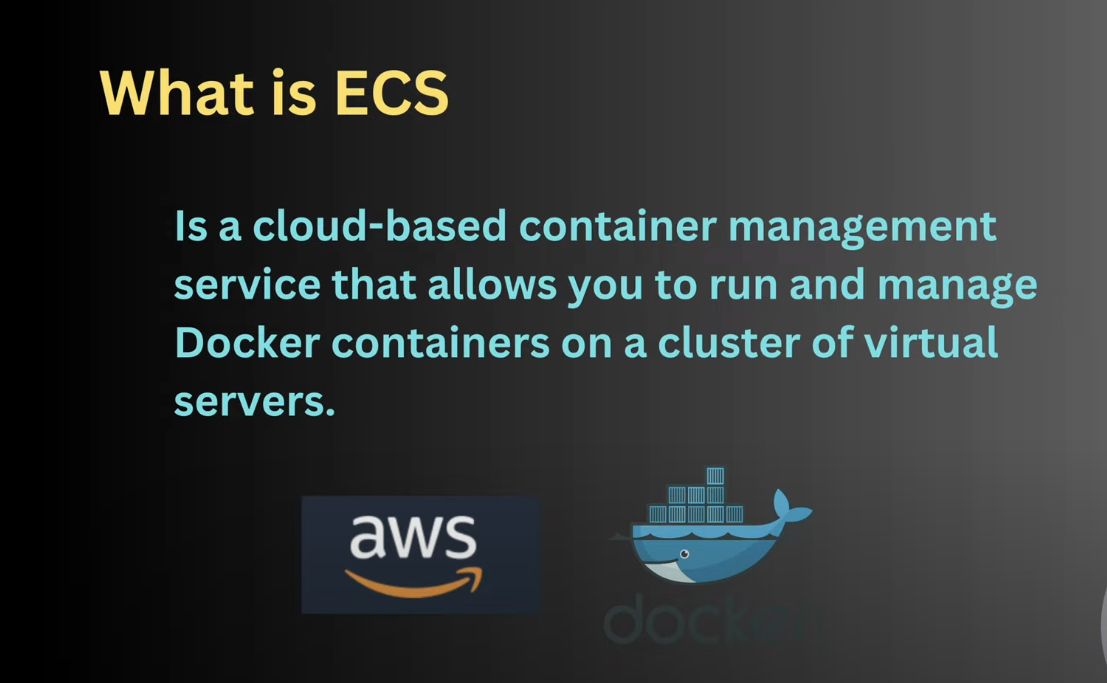 What is ECS
Is a cloud-based container management
service that allows you to run and manage
Docker containers on a cluster of virtual
servers.
aws
docker